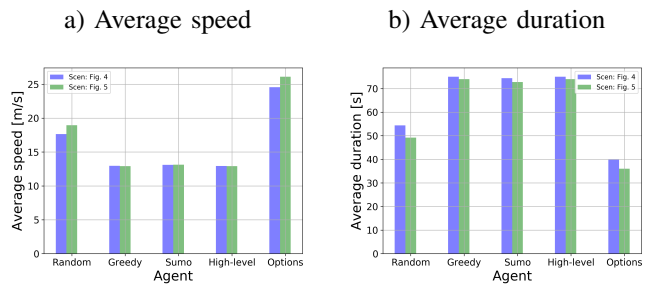 a) Average speed
b) Average duration
Average speed [m/s]
25
20
15
10
5
0
Scen: Fig. 4
Scen: Fig. 5
Random Greedy Sumo High-level Options
Agent
Average duration [s]
70
60
50
40
30
20
10
0
Scen: Fig. 4
Scen: Fig. 5
Random Greedy Sumo High-level Options
Agent